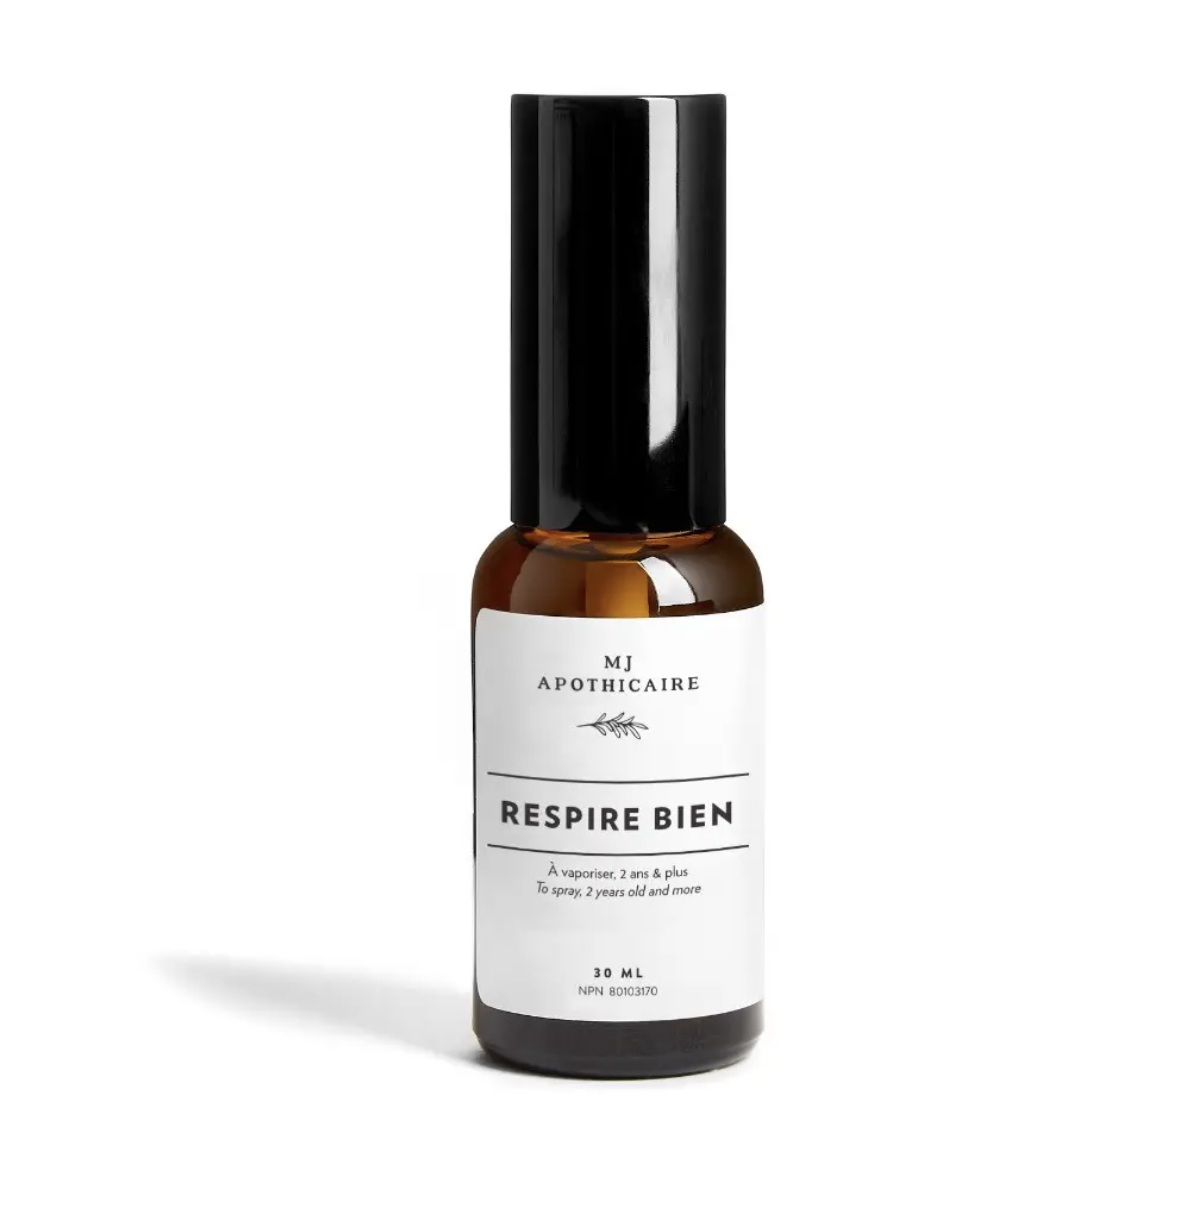 MJ
APOTHICAIRE
RESPIRE BIEN
À vaporiser, 2 ans & plus
To spray, 2 years old and more
30 ML
NPN 80103170